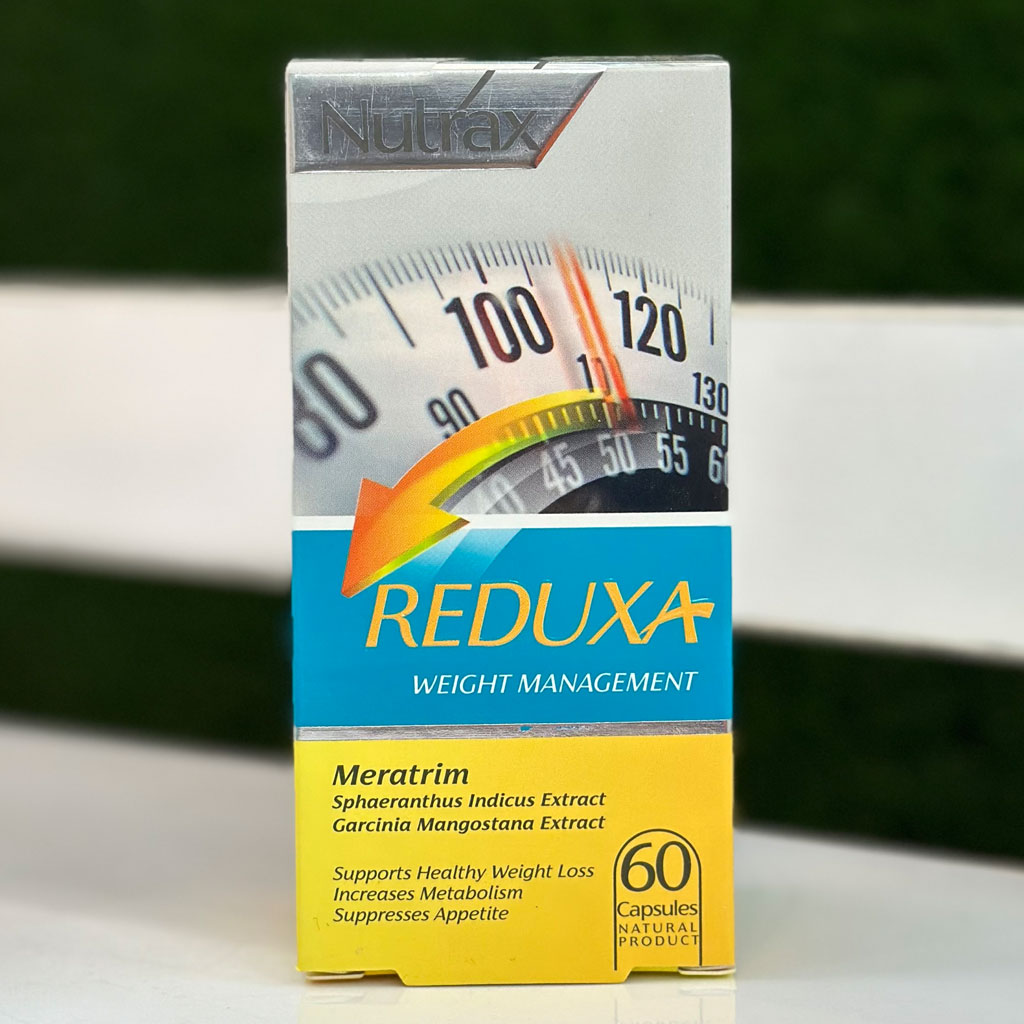 Nutrax
100
120
80
90
130
45
50
55
REDUXA
WEIGHT MANAGEMENT
Meratrim
Sphaeranthus Indicus Extract
Garcinia Mangostana Extract
Supports Healthy Weight Loss
Increases Metabolism
Suppresses Appetite
60
Capsules
NATURAL
PRODUCT